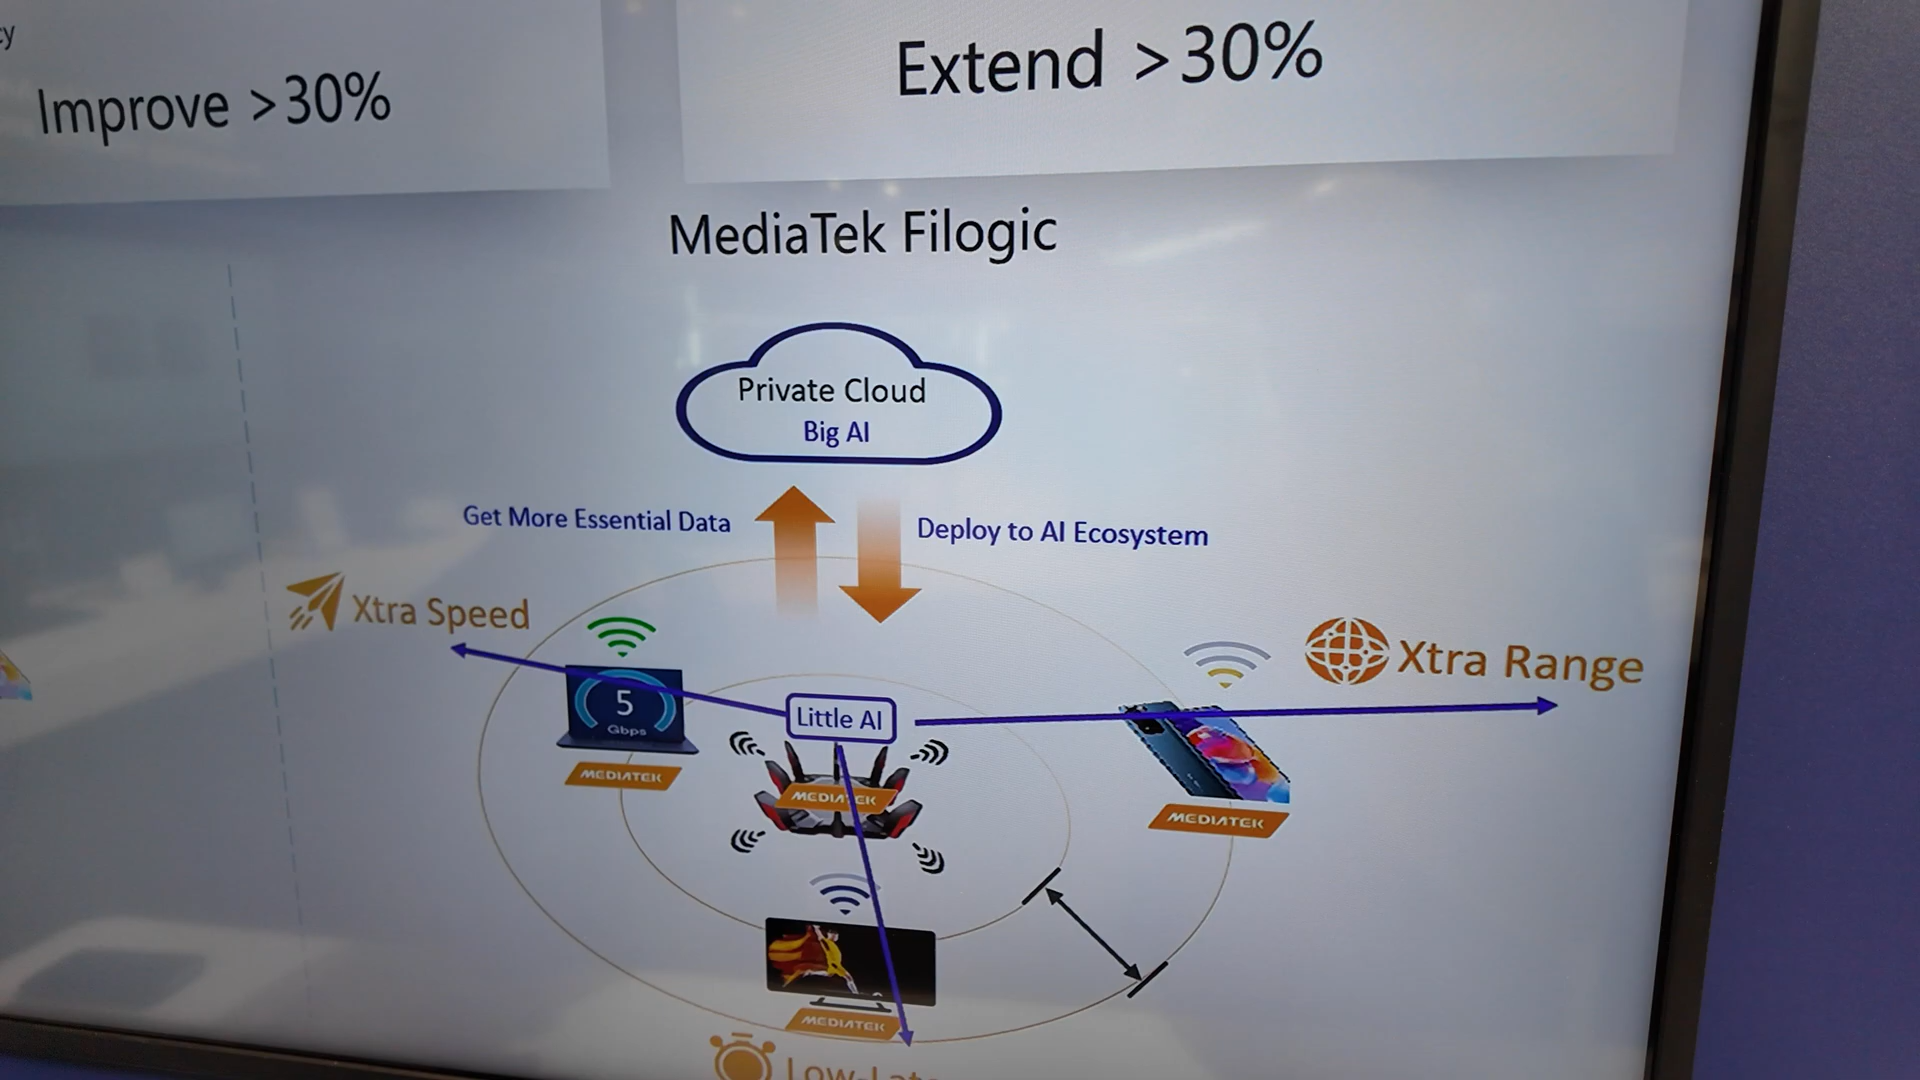 Improve >30%
Extend >30%
MediaTek Filogic
Private Cloud
Big AI
Get More Essential Data
Deploy to AI Ecosystem
Xtra Speed
Xtra Range
5
Gbps
Little AI
MEDIATEK
MEDIATEK
MEDIATEK
MEDIATEK